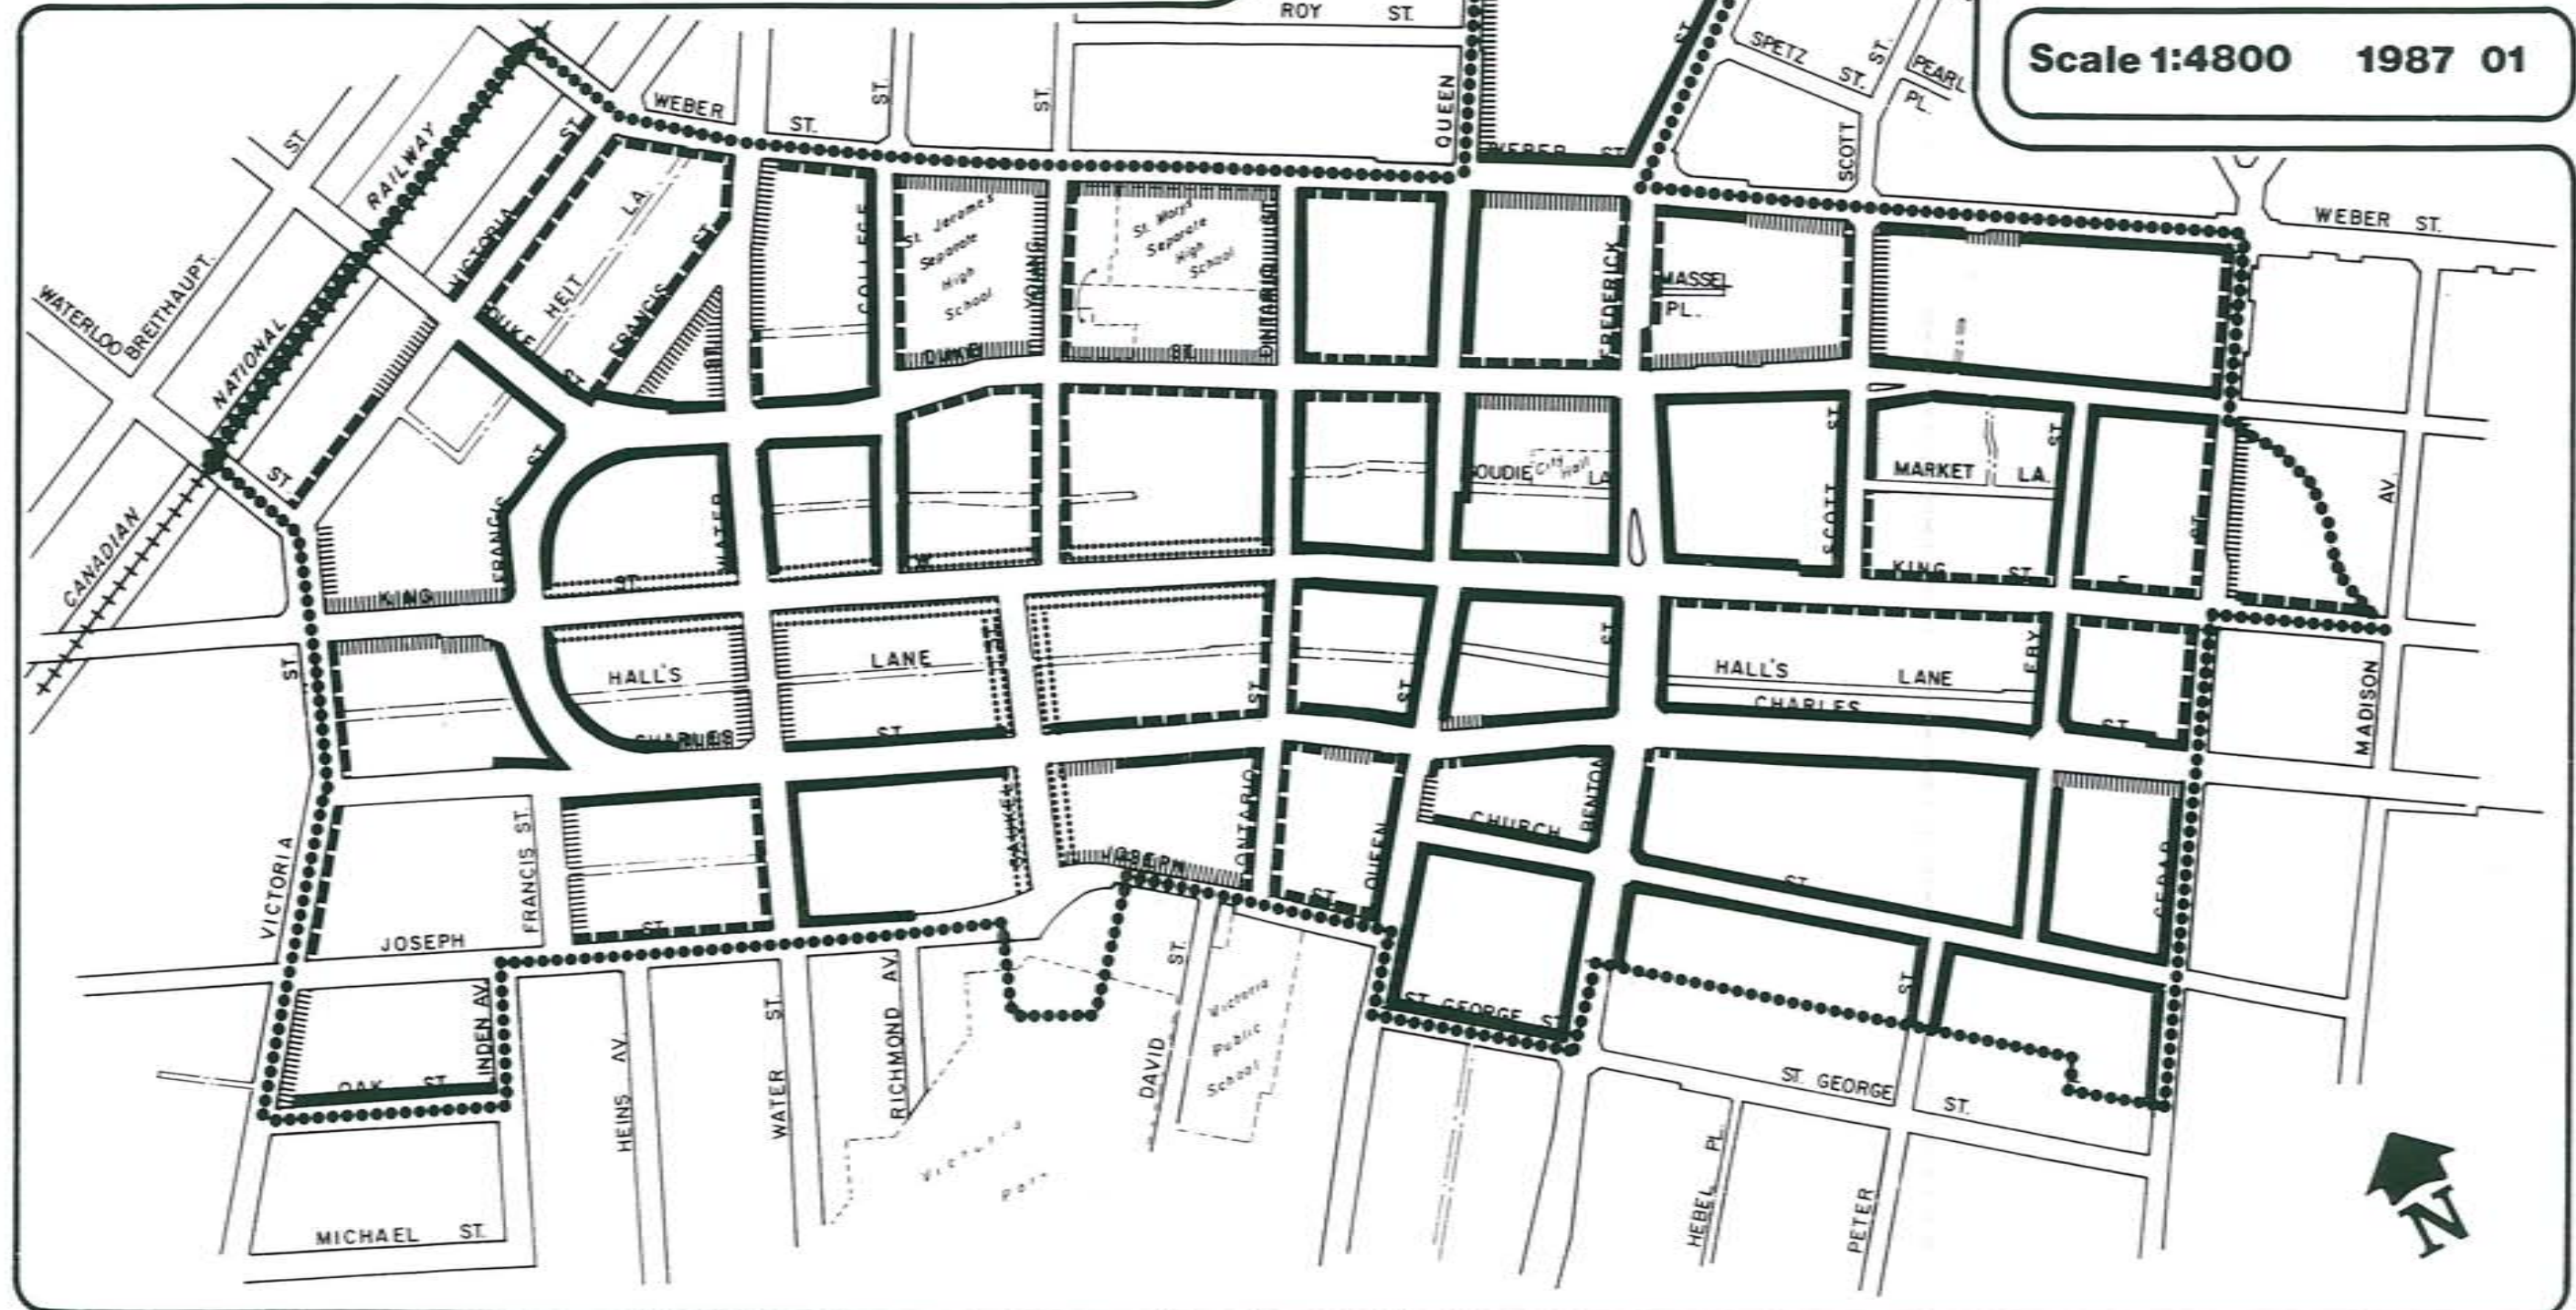 ROY ST.
Scale 1:4800 1987 01
SPETZ ST.
ST.
ST.
PEARL PL.
WEBER ST.
ST.
ST.
QUEEN
WEBER ST
SCOTT
WEBER ST.
ST
RAILWAY
ST.
VICTORIA
LA.
HEIT
ST
FRANCIS
DUKE
ST.
COLLEGE
St. Jerome's
Separate
High
School
YOUNG
St. Mary's
Separate
High
School
ST.
ONTARIO
DUKE
ST.
FREDERICK
MASSEL
PL.
WATERLOO
BREITHAUPT.
NATIONAL
CANADIAN
ST.
ST.
FRANCIS
WATER
GOUDIE
City Hall
LA
ST.
SCOTT
MARKET LA.
ST.
ST.
AV.
KING
ST.
W.
KING ST.
E.
ST.
HALL'S LANE
ST.
ST.
ST.
ST.
HALL'S LANE
EBY
CHARLES
CHARLES
ST.
ST.
MADISON
VICTORIA
FRANCIS ST.
GAUKEL
ONTARIO
JOSEPH
QUEEN
ST.
CHURCH
BENTON
ST.
CEDAR
JOSEPH
ST.
ST.
LINDEN AV.
OAK ST.
HEINS AV.
WATER ST.
RICHMOND AV.
DAVID ST.
Victoria
Public
School
ST. GEORGE ST.
ST. GEORGE ST.
Victoria
Park
HEBEL PL.
PETER
MICHAEL ST.
N